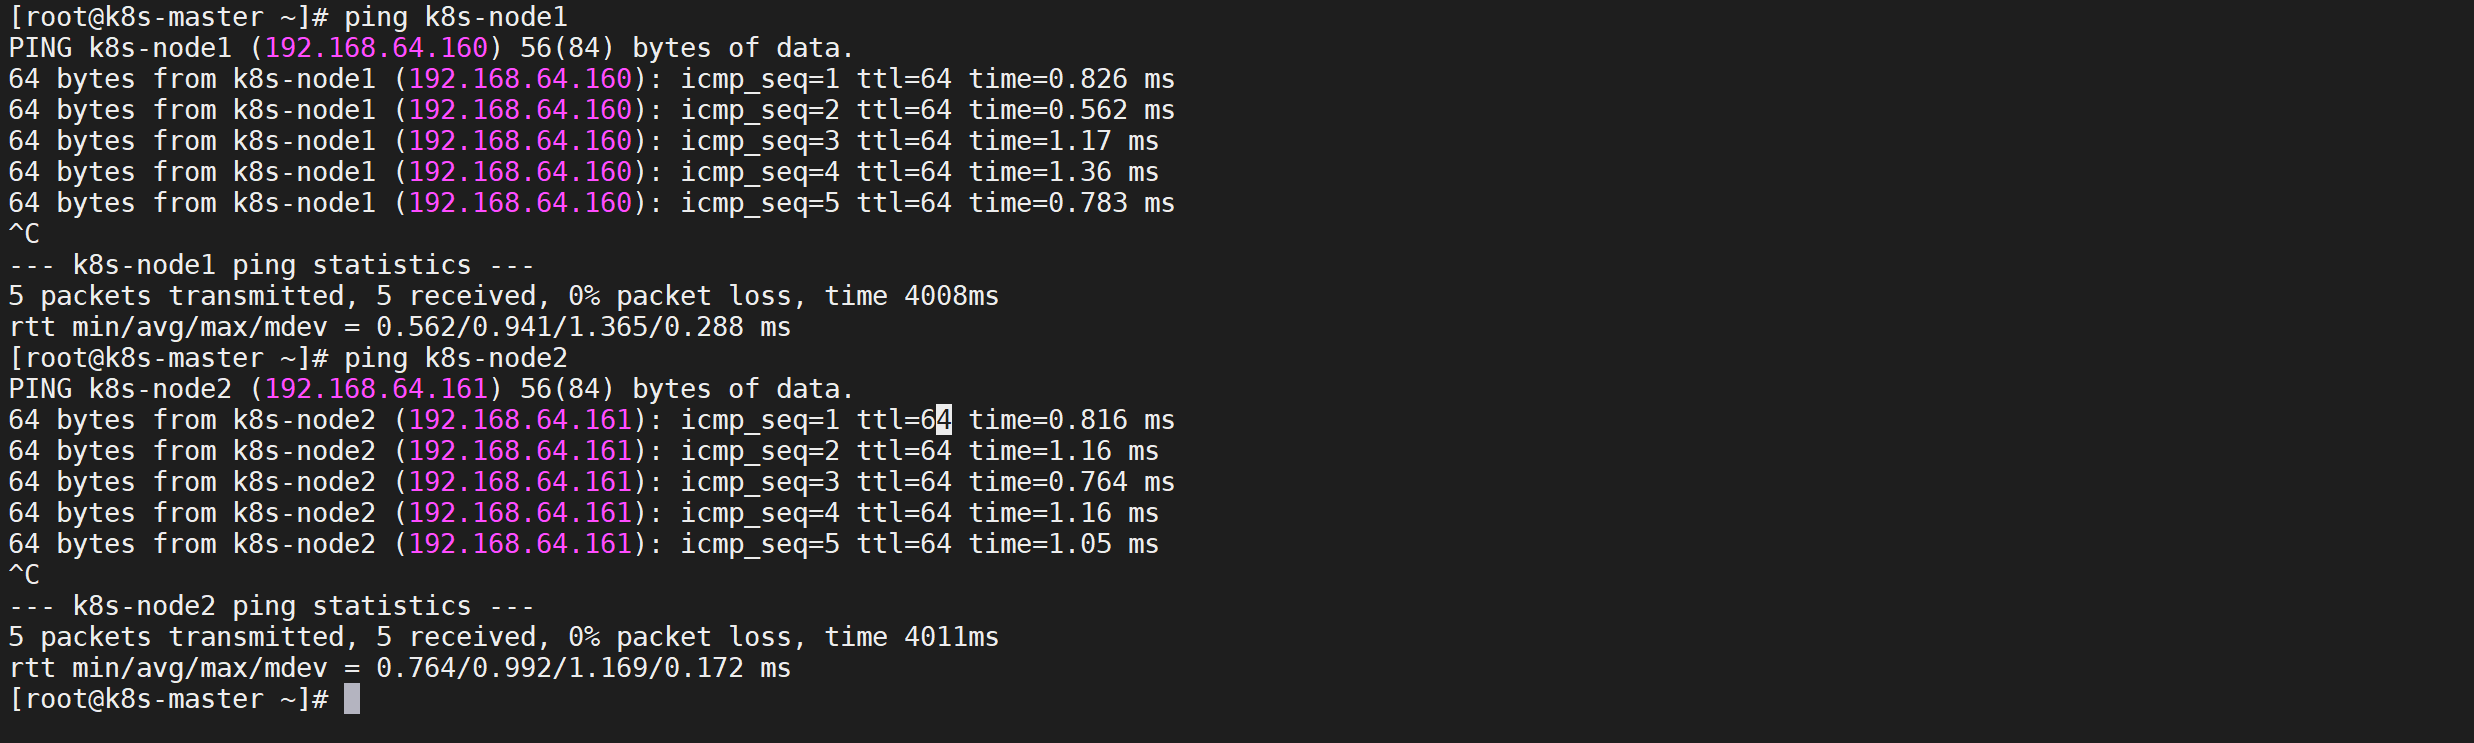 [root@k8s-master ~]# ping k8s-node1
PING k8s-node1 (192.168.64.160) 56(84) bytes of data.
64 bytes from k8s-node1 (192.168.64.160): icmp_seq=1 ttl=64 time=0.826 ms
64 bytes from k8s-node1 (192.168.64.160): icmp_seq=2 ttl=64 time=0.562 ms
64 bytes from k8s-node1 (192.168.64.160): icmp_seq=3 ttl=64 time=1.17 ms
64 bytes from k8s-node1 (192.168.64.160): icmp_seq=4 ttl=64 time=1.36 ms
64 bytes from k8s-node1 (192.168.64.160): icmp_seq=5 ttl=64 time=0.783 ms
^C
--- k8s-node1 ping statistics ---
5 packets transmitted, 5 received, 0% packet loss, time 4008ms
rtt min/avg/max/mdev = 0.562/0.941/1.365/0.288 ms
[root@k8s-master ~]# ping k8s-node2
PING k8s-node2 (192.168.64.161) 56(84) bytes of data.
64 bytes from k8s-node2 (192.168.64.161): icmp_seq=1 ttl=64 time=0.816 ms
64 bytes from k8s-node2 (192.168.64.161): icmp_seq=2 ttl=64 time=1.16 ms
64 bytes from k8s-node2 (192.168.64.161): icmp_seq=3 ttl=64 time=0.764 ms
64 bytes from k8s-node2 (192.168.64.161): icmp_seq=4 ttl=64 time=1.16 ms
64 bytes from k8s-node2 (192.168.64.161): icmp_seq=5 ttl=64 time=1.05 ms
^C
--- k8s-node2 ping statistics ---
5 packets transmitted, 5 received, 0% packet loss, time 4011ms
rtt min/avg/max/mdev = 0.764/0.992/1.169/0.172 ms
[root@k8s-master ~]#